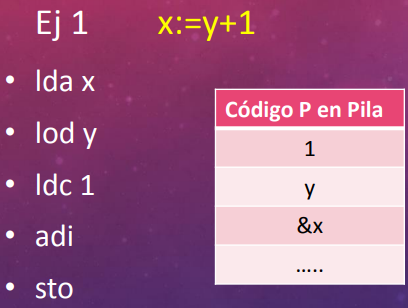 Ej 1 x:=y+1
• lda x
• lod y
• ldc 1
• adi
• sto
Código P en Pila
1
y
&x
.....